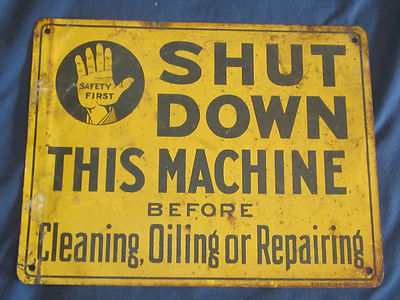 SAFETY
FIRST
SHUT
DOWN
THIS MACHINE
BEFORE
Cleaning, Oiling or Repairing